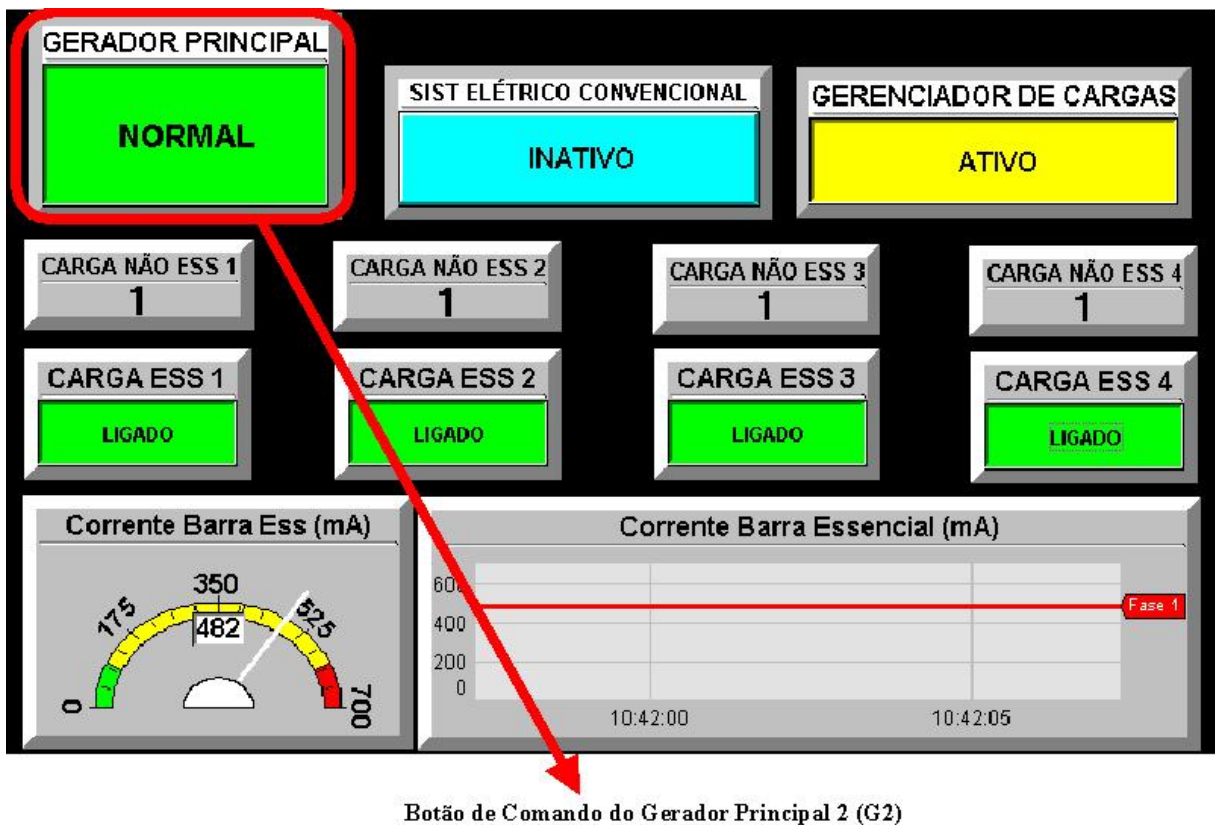 GERADOR PRINCIPAL
NORMAL
SIST ELÉTRICO CONVENCIONAL
INATIVO
GERENCIADOR DE CARGAS
ATIVO
CARGA NÃO ESS 1
1
CARGA NÃO ESS 2
1
CARGA NÃO ESS 3
1
CARGA NÃO ESS 4
1
CARGA ESS 1
LIGADO
CARGA ESS 2
LIGADO
CARGA ESS 3
LIGADO
CARGA ESS 4
LIGADO
Corrente Barra Ess (mA)
0
175
350
525
700
482
Corrente Barra Essencial (mA)
600
400
200
0
Fase 1
10:42:00
10:42:05
Botão de Comando do Gerador Principal 2 (G2)